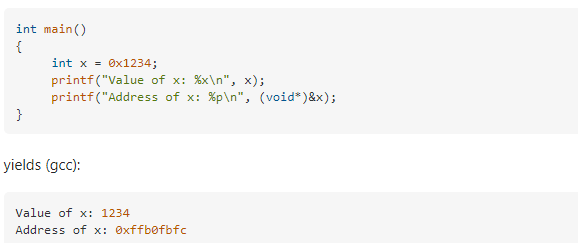 int main()
{
     int x = 0x1234;
     printf("Value of x: %x\n", x);
     printf("Address of x: %p\n", (void*)&x);
}
yields (gcc):
Value of x: 1234
Address of x: 0xffb0fbfc